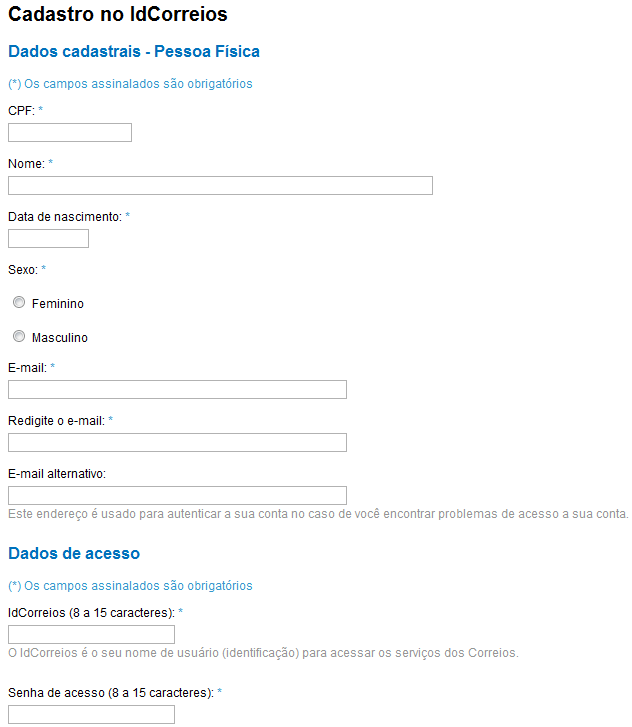 Cadastro no IdCorreios
Dados cadastrais - Pessoa Física
(*) Os campos assinalados são obrigatórios
CPF: *
Nome: *
Data de nascimento: *
Sexo: *
Feminino
Masculino
E-mail: *
Redigite o e-mail: *
E-mail alternativo:
Este endereço é usado para autenticar a sua conta no caso de você encontrar problemas de acesso a sua conta.
Dados de acesso
(*) Os campos assinalados são obrigatórios
IdCorreios (8 a 15 caracteres): *
O IdCorreios é o seu nome de usuário (identificação) para acessar os serviços dos Correios.
Senha de acesso (8 a 15 caracteres): *